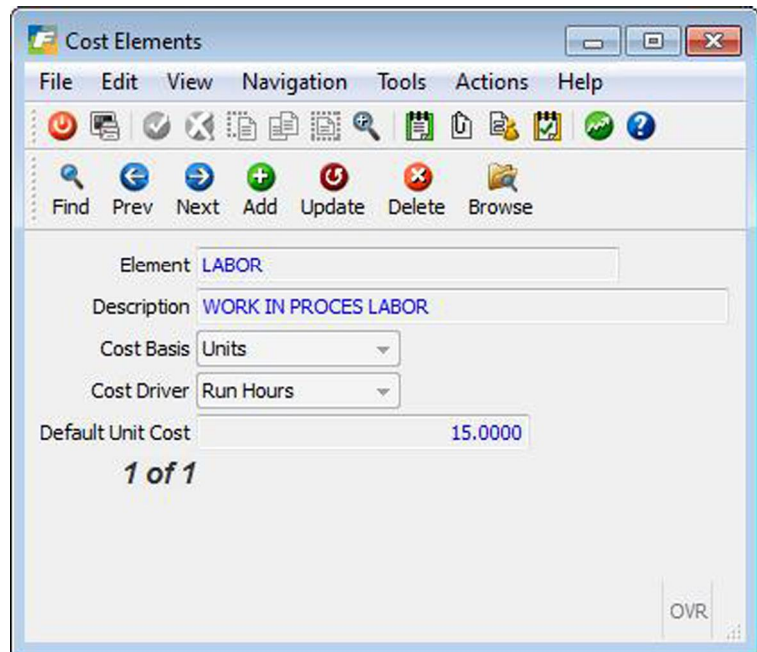 Cost Elements
File Edit View Navigation Tools Actions Help
Find Prev Next Add Update Delete Browse
Element LABOR
Description WORK IN PROCES LABOR
Cost Basis Units
Cost Driver Run Hours
Default Unit Cost 15.0000
1 of 1
OVR